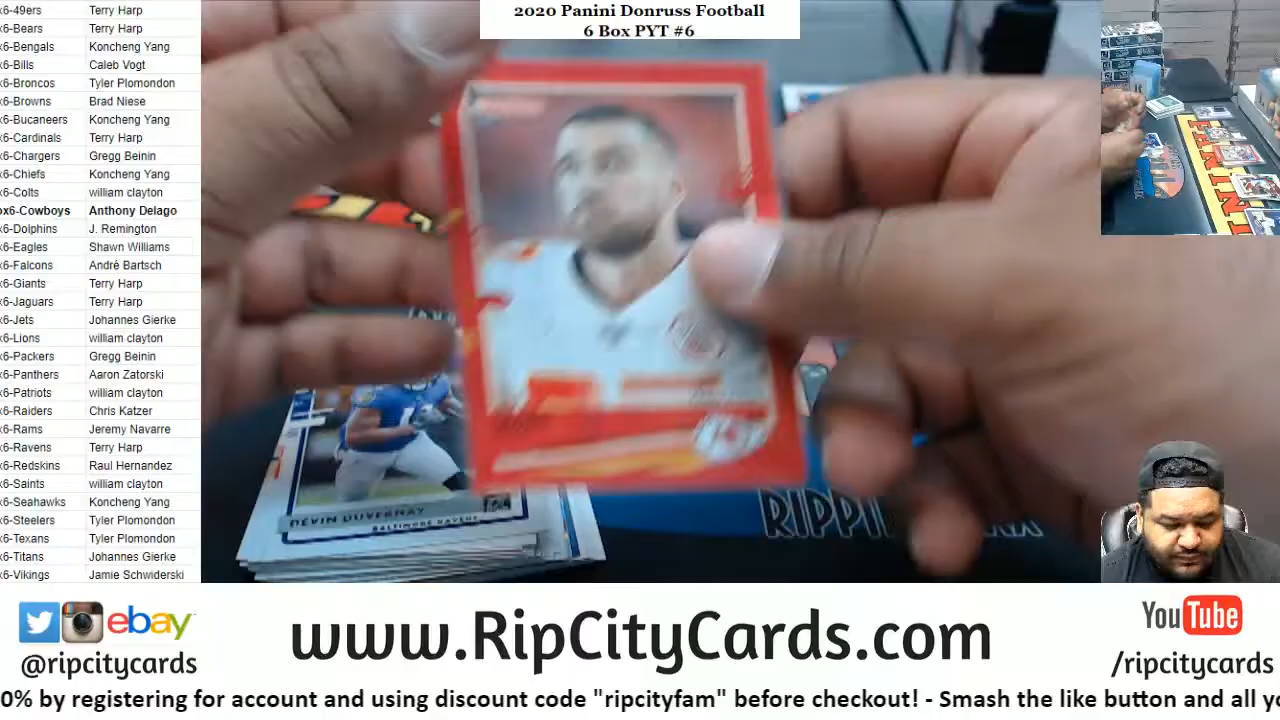 2020 Panini Donruss Football
6 Box PYT #6
x6-49ers Terry Harp
x6-Bears Terry Harp
x6-Bengals Koncheng Yang
x6-Bills Caleb Vogt
x6-Broncos Tyler Plomondon
x6-Browns Brad Niese
x6-Bucaneers Koncheng Yang
x6-Cardinals Terry Harp
x6-Chargers Gregg Beinin
x6-Chiefs Koncheng Yang
x6-Colts william clayton
ox6-Cowboys Anthony Delago
x6-Dolphins J. Remington
x6-Eagles Shawn Williams
x6-Falcons André Bartsch
x6-Giants Terry Harp
x6-Jaguars Terry Harp
x6-Jets Johannes Gierke
x6-Lions william clayton
x6-Packers Gregg Beinin
x6-Panthers Aaron Zatorski
x6-Patriots william clayton
x6-Raiders Chris Katzer
x6-Rams Jeremy Navarre
x6-Ravens Terry Harp
x6-Redskins Raul Hernandez
x6-Saints william clayton
x6-Seahawks Koncheng Yang
x6-Steelers Tyler Plomondon
x6-Texans Tyler Plomondon
x6-Titans Johannes Gierke
x6-Vikings Jamie Schwiderski
DEVIN DUVERNAY
BALTIMORE RAVENS
RIPPI
PANINI
ebay
@ripcitycards
www.RipCityCards.com
YouTube
/ripcitycards
0% by registering for account and using discount code "ripcityfam" before checkout! - Smash the like button and all yo